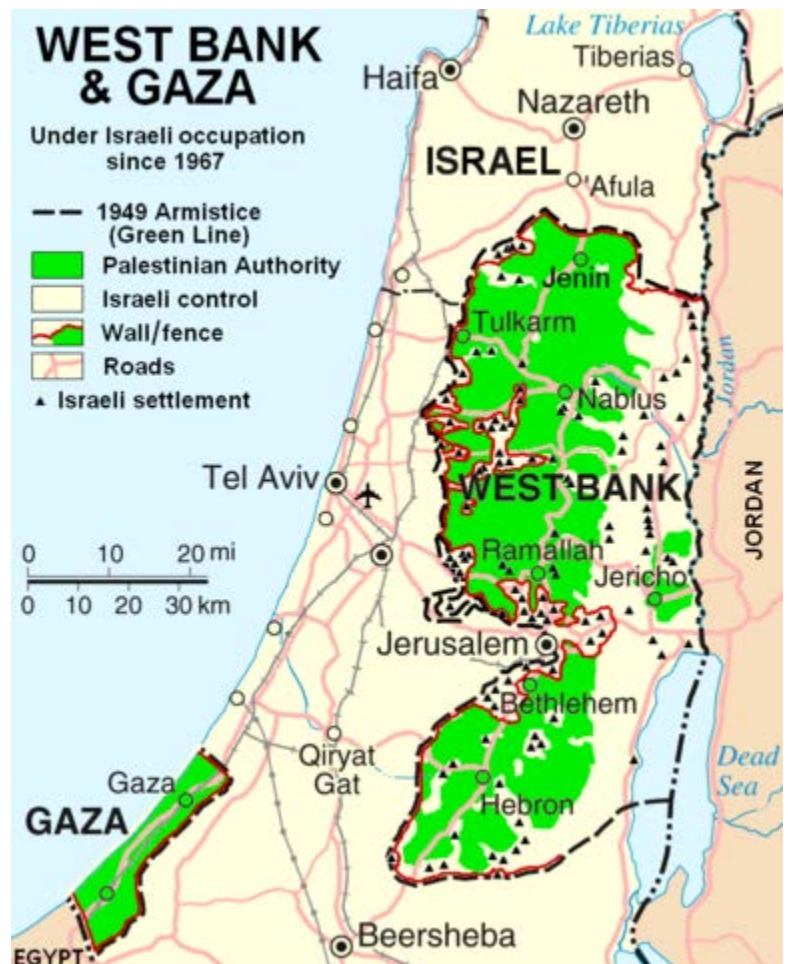 WEST BANK
& GAZA
Under Israeli occupation
since 1967
1949 Armistice
(Green Line)
Palestinian Authority
Israeli control
Wall/fence
Roads
Israeli settlement
Lake Tiberias
Tiberias
Haifa
Nazareth
ISRAEL
'Afula
Jenin
Tulkarm
Jordan
Nablus
Tel Aviv
WEST BANK
JORDAN
0 10 20 mi
0 10 20 30 km
Ramallah
Jericho
Jerusalem
Bethlehem
Qiryat
Gat
Dead
Sea
Gaza
GAZA
Hebron
Beersheba
EGYPT